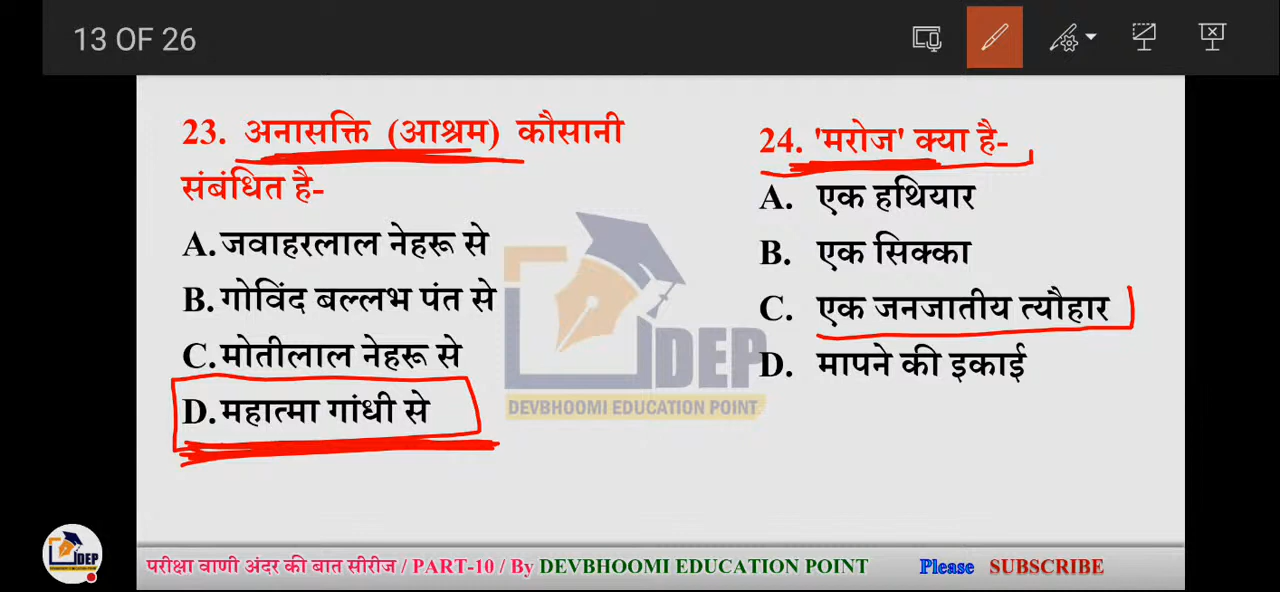 13 OF 26
23. अनासक्ति (आश्रम) कौसानी
संबंधित है-
A. जवाहरलाल नेहरू से
B. गोविंद बल्लभ पंत से
C. मोतीलाल नेहरू से
D. महात्मा गांधी से
24. 'मरोज' क्या है-
A. एक हथियार
B. एक सिक्का
C. एक जनजातीय त्यौहार
D. मापने की इकाई
DEP
DEVBHOOMI EDUCATION POINT
DEP
परीक्षा वाणी अंदर की बात सीरीज / PART-10 / By DEVBHOOMI EDUCATION POINT Please SUBSCRIBE